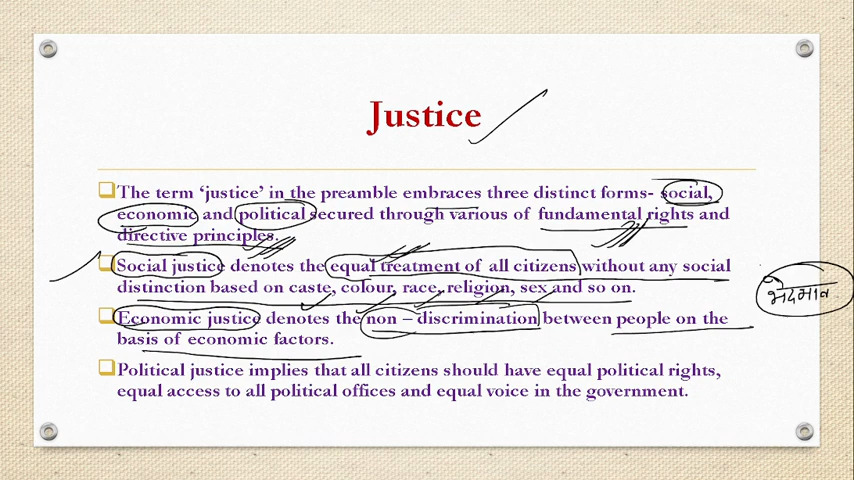 Justice
The term ‘justice’ in the preamble embraces three distinct forms- social,
economic and political secured through various of fundamental rights and
directive principles.
Social justice denotes the equal treatment of all citizens without any social
distinction based on caste, colour, race, religion, sex and so on.
भेदभाव
Economic justice denotes the non – discrimination between people on the
basis of economic factors.
Political justice implies that all citizens should have equal political rights,
equal access to all political offices and equal voice in the government.